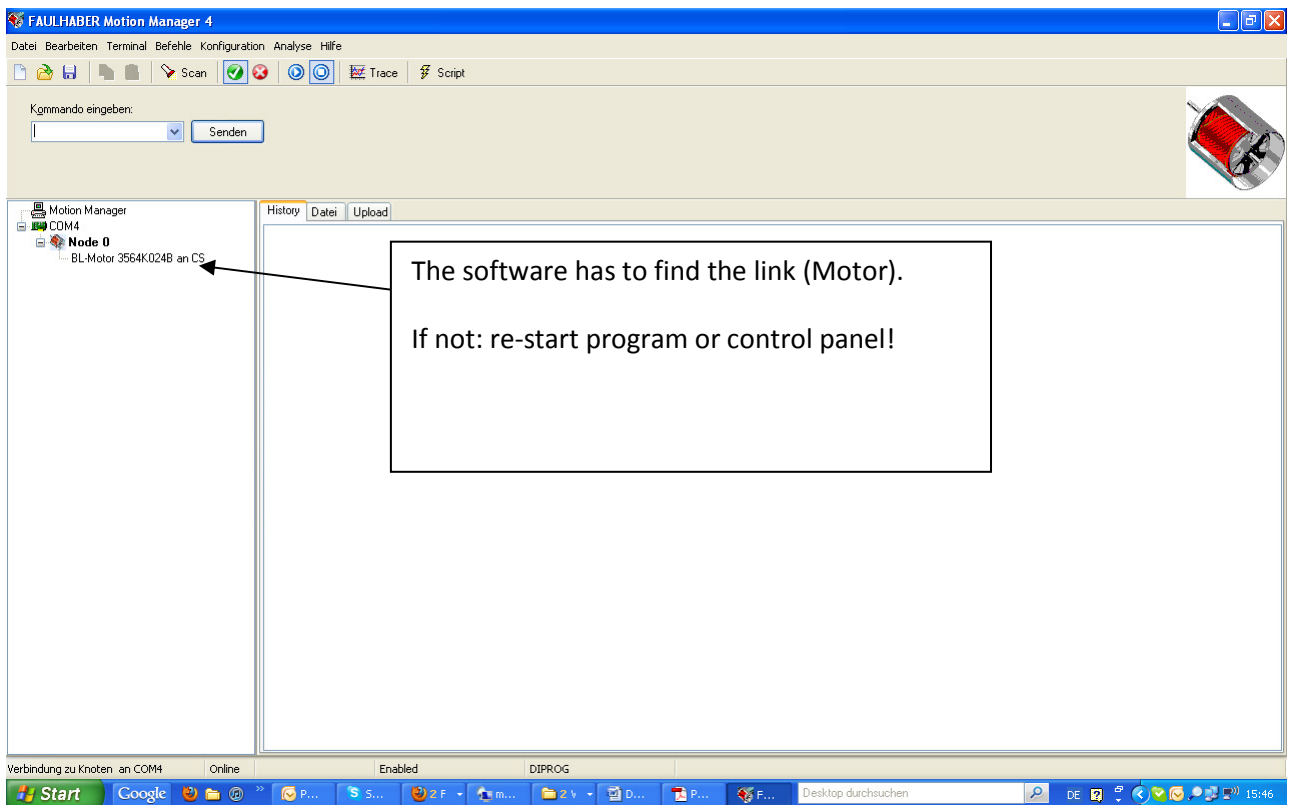 FAULHABER Motion Manager 4
Datei Bearbeiten Terminal Befehle Konfiguration Analyse Hilfe
Scan Trace Script
Kommando eingeben:
Senden
Motion Manager
COM4
Node 0
BL-Motor 3564K024B an CS
History Datei Upload
The software has to find the link (Motor).
If not: re-start program or control panel!
Verbindung zu Knoten an COM4 Online Enabled DIPROG
Start Google P... S S... 2 F m... 2 V D... P... F... Desktop durchsuchen DE 15:46